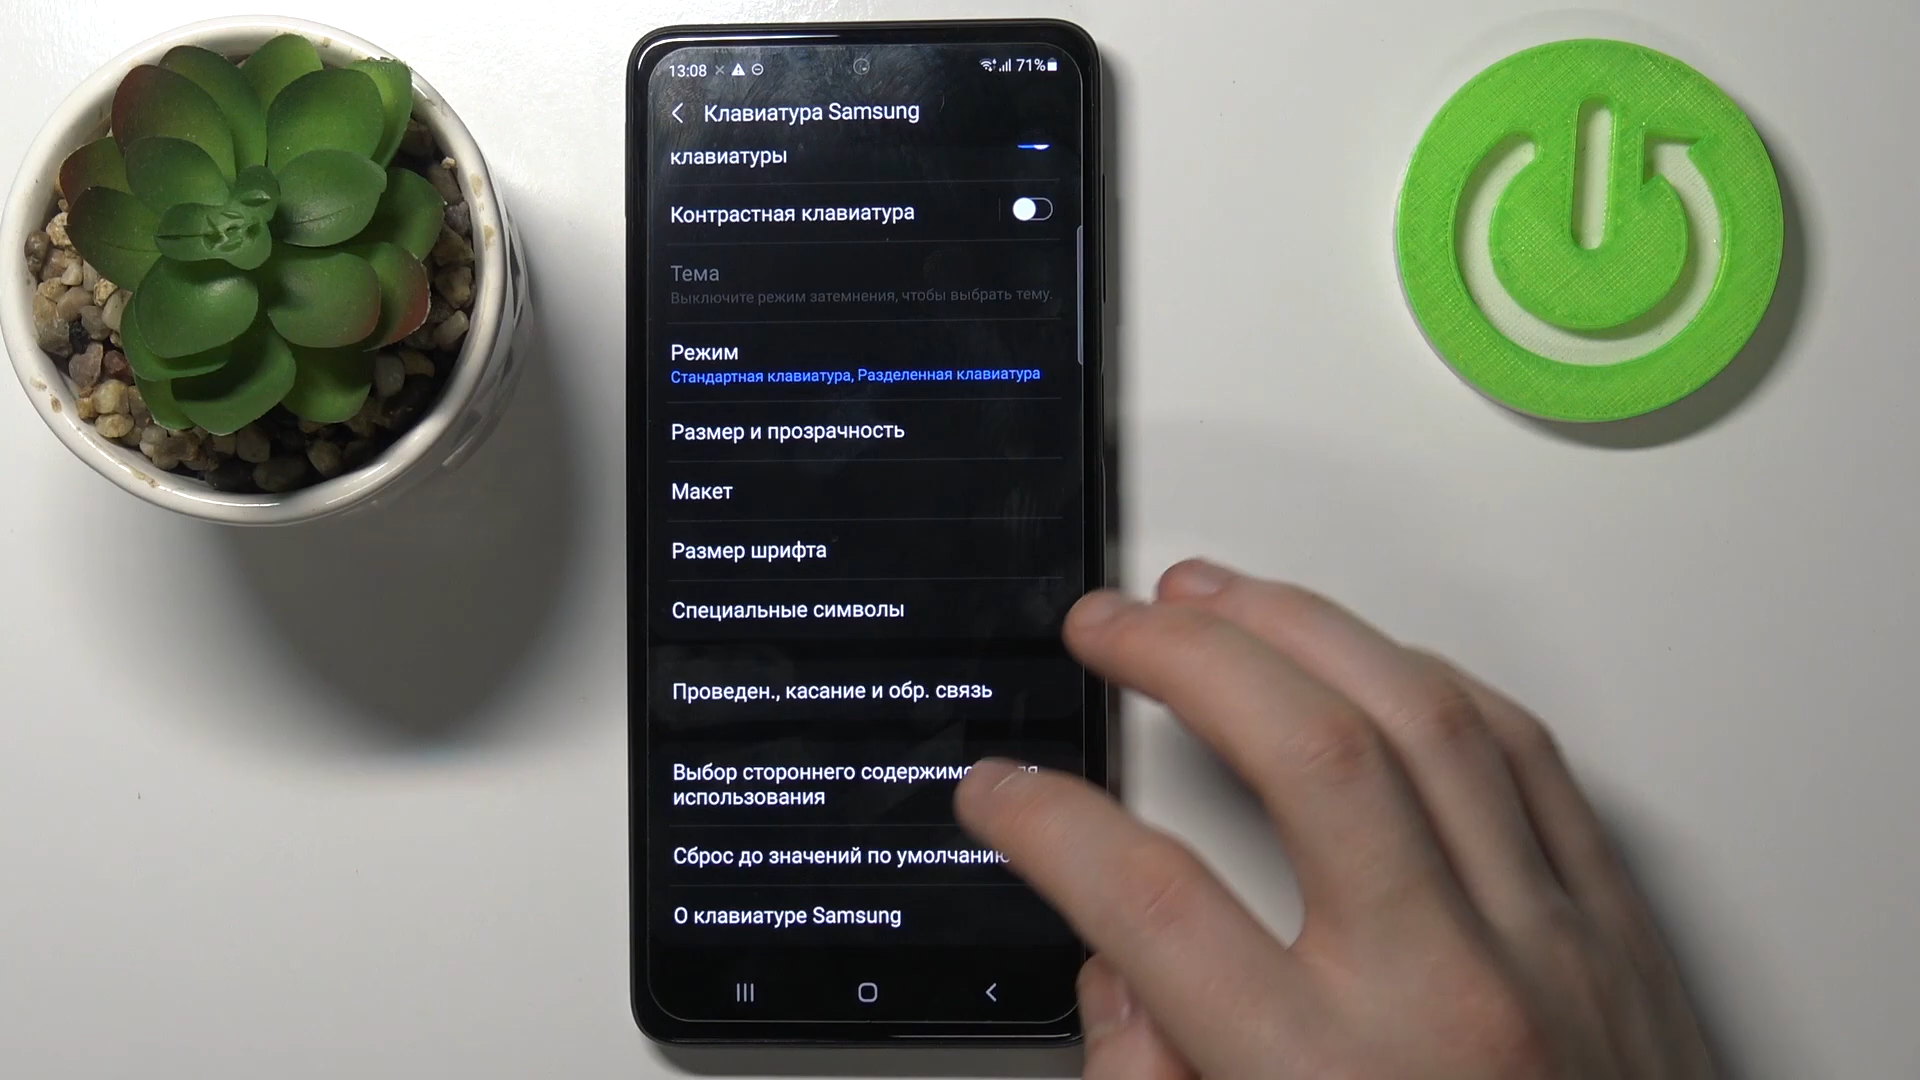 13:08
71%
Клавиатура Samsung
клавиатуры
Контрастная клавиатура
Тема
Выключите режим затемнения, чтобы выбрать тему.
Режим
Стандартная клавиатура, Разделенная клавиатура
Размер и прозрачность
Макет
Размер шрифта
Специальные символы
Проведен., касание и обр. связь
Выбор стороннего
использования
Сброс до значений по умолчанию
О клавиатуре Samsung